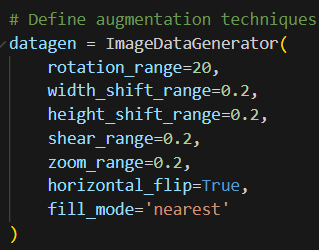 # Define augmentation techniques
datagen = ImageDataGenerator(
    rotation_range=20,
    width_shift_range=0.2,
    height_shift_range=0.2,
    shear_range=0.2,
    zoom_range=0.2,
    horizontal_flip=True,
    fill_mode='nearest'
)